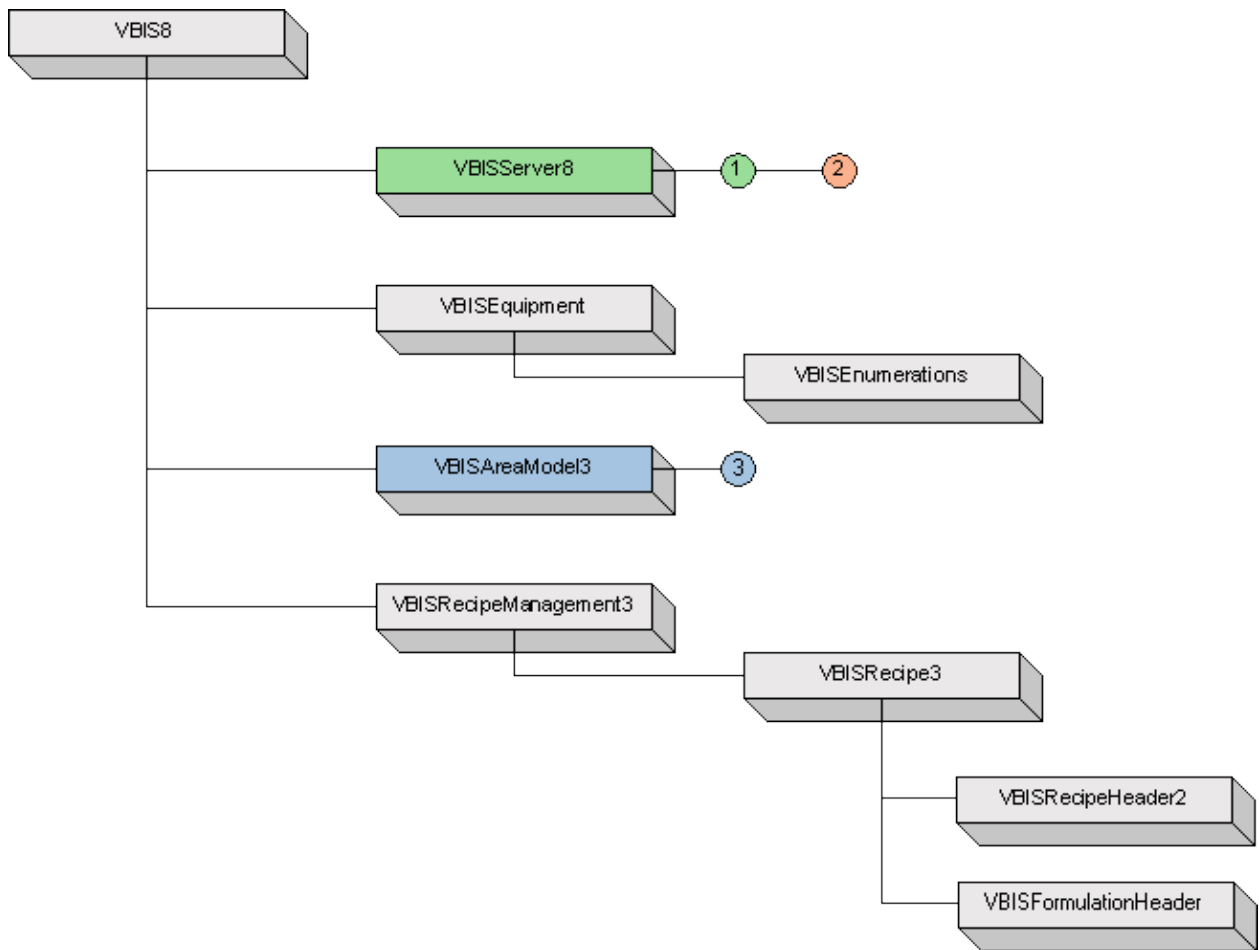 VBIS8
VBISServer8
1
2
VBISEquipment
VBISEnumerations
VBISAreaModel3
3
VBISRecipeManagement3
VBISRecipe3
VBISRecipeHeader2
VBISFormulationHeader